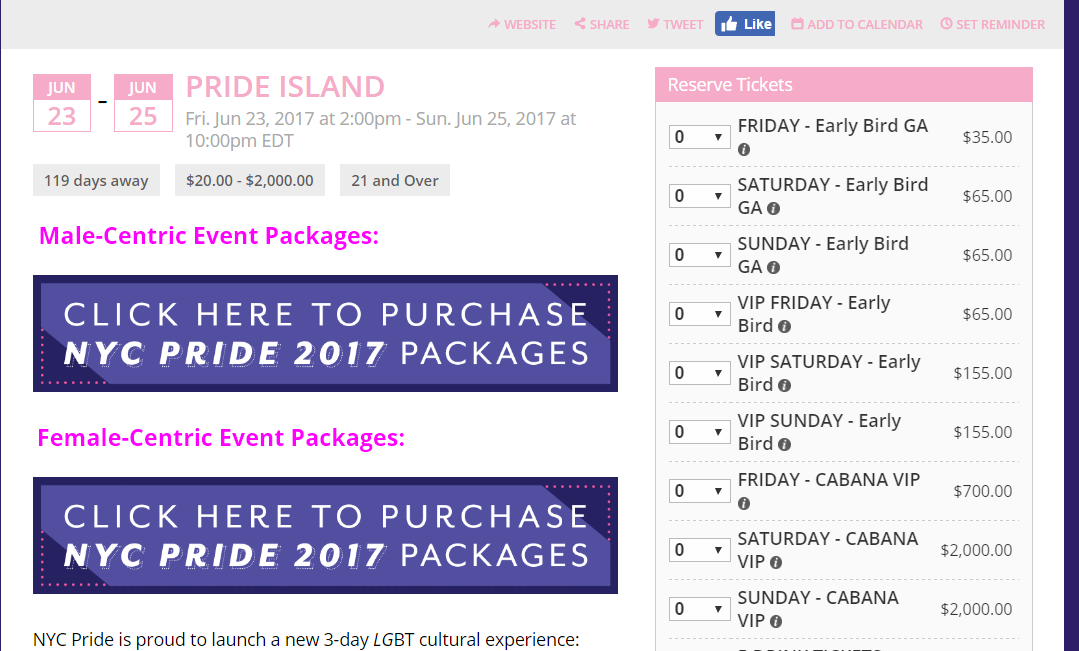 WEBSITE SHARE TWEET Like ADD TO CALENDAR SET REMINDER
JUN
23
-
JUN
25
PRIDE ISLAND
Fri. Jun 23, 2017 at 2:00pm - Sun. Jun 25, 2017 at
10:00pm EDT
119 days away
$20.00 - $2,000.00
21 and Over
Male-Centric Event Packages:
CLICK HERE TO PURCHASE
NYC PRIDE 2017 PACKAGES
Female-Centric Event Packages:
CLICK HERE TO PURCHASE
NYC PRIDE 2017 PACKAGES
NYC Pride is proud to launch a new 3-day LGBT cultural experience:
Reserve Tickets
0 FRIDAY - Early Bird GA $35.00
0 SATURDAY - Early Bird
GA $65.00
0 SUNDAY - Early Bird
GA $65.00
0 VIP FRIDAY - Early
Bird $65.00
0 VIP SATURDAY - Early
Bird $155.00
0 VIP SUNDAY - Early
Bird $155.00
0 FRIDAY - CABANA VIP $700.00
0 SATURDAY - CABANA
VIP $2,000.00
0 SUNDAY - CABANA
VIP $2,000.00